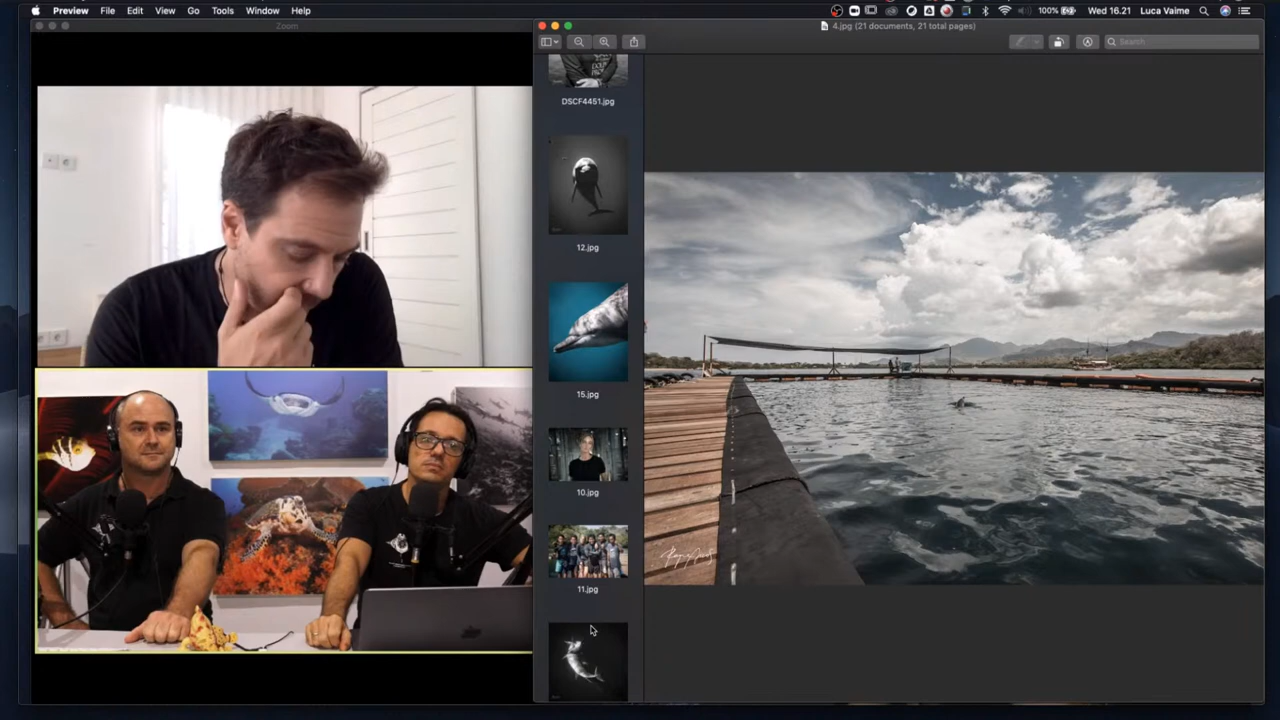 Preview File Edit View Go Tools Window Help 100% Wed 16.21 Luca Vaime
Zoom
4.jpg (21 documents, 21 total pages)
Search
DSCF4451.jpg
12.jpg
15.jpg
10.jpg
11.jpg